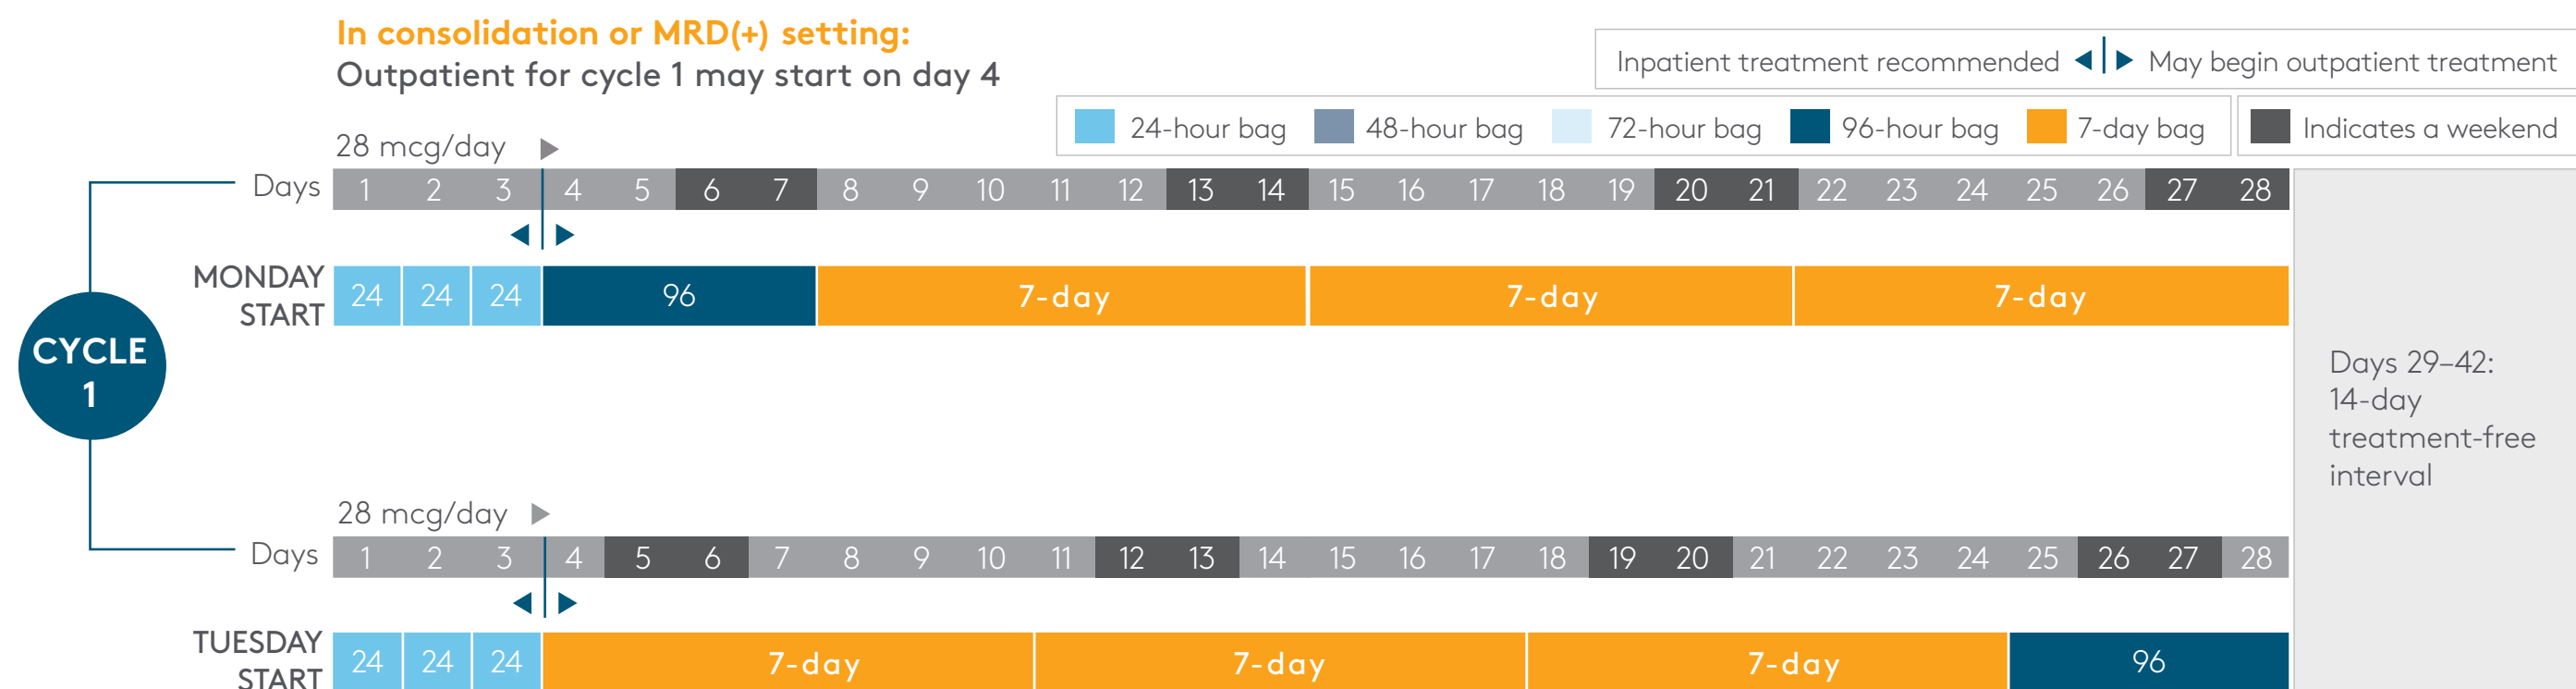 In consolidation or MRD(+) setting:
Outpatient for cycle 1 may start on day 4
Inpatient treatment recommended May begin outpatient treatment
24-hour bag 48-hour bag 72-hour bag 96-hour bag 7-day bag Indicates a weekend
28 mcg/day
Days 1 2 3 4 5 6 7 8 9 10 11 12 13 14 15 16 17 18 19 20 21 22 23 24 25 26 27 28
MONDAY
START
24 24 24 96 7-day 7-day 7-day
CYCLE
1
Days 29–42:
14-day
treatment-free
interval
28 mcg/day
Days 1 2 3 4 5 6 7 8 9 10 11 12 13 14 15 16 17 18 19 20 21 22 23 24 25 26 27 28
TUESDAY
START
24 24 24 7-day 7-day 7-day 96